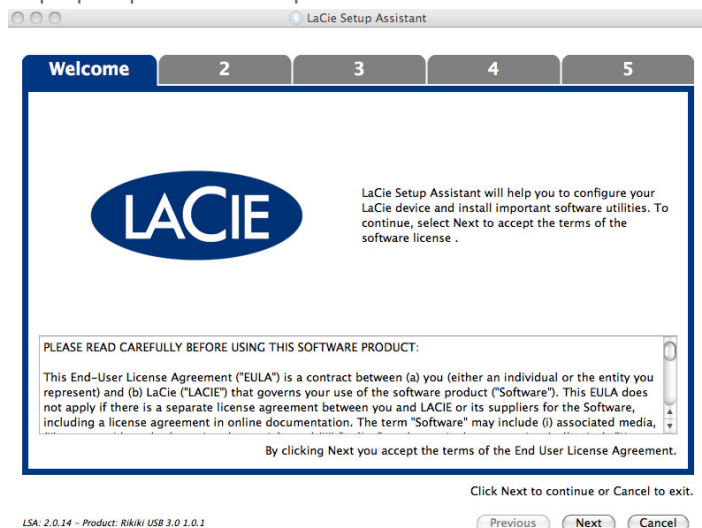 LaCie Setup Assistant
Welcome
2
3
4
5
LACIE
LaCie Setup Assistant will help you to configure your
LaCie device and install important software utilities. To
continue, select Next to accept the terms of the
software license .
PLEASE READ CAREFULLY BEFORE USING THIS SOFTWARE PRODUCT:
This End-User License Agreement ("EULA") is a contract between (a) you (either an individual or the entity you
represent) and (b) LaCie ("LACIE") that governs your use of the software product ("Software"). This EULA does
not apply if there is a separate license agreement between you and LACIE or its suppliers for the Software,
including a license agreement in online documentation. The term "Software" may include (i) associated media,
By clicking Next you accept the terms of the End User License Agreement.
Click Next to continue or Cancel to exit.
LSA: 2.0.14 - Product: Rikiki USB 3.0 1.0.1
Previous
Next
Cancel